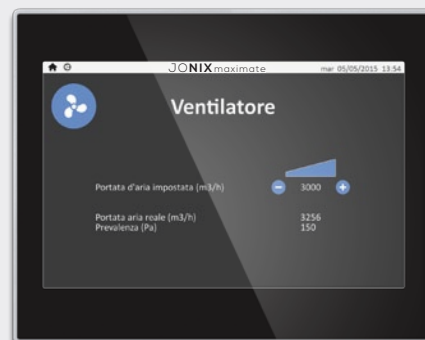 JONIXmaximate mar 05/05/2015 13:54
Ventilatore
Portata d'aria impostata (m3/h) 3000
Portata aria reale (m3/h) 3256
Prevalenza (Pa) 150